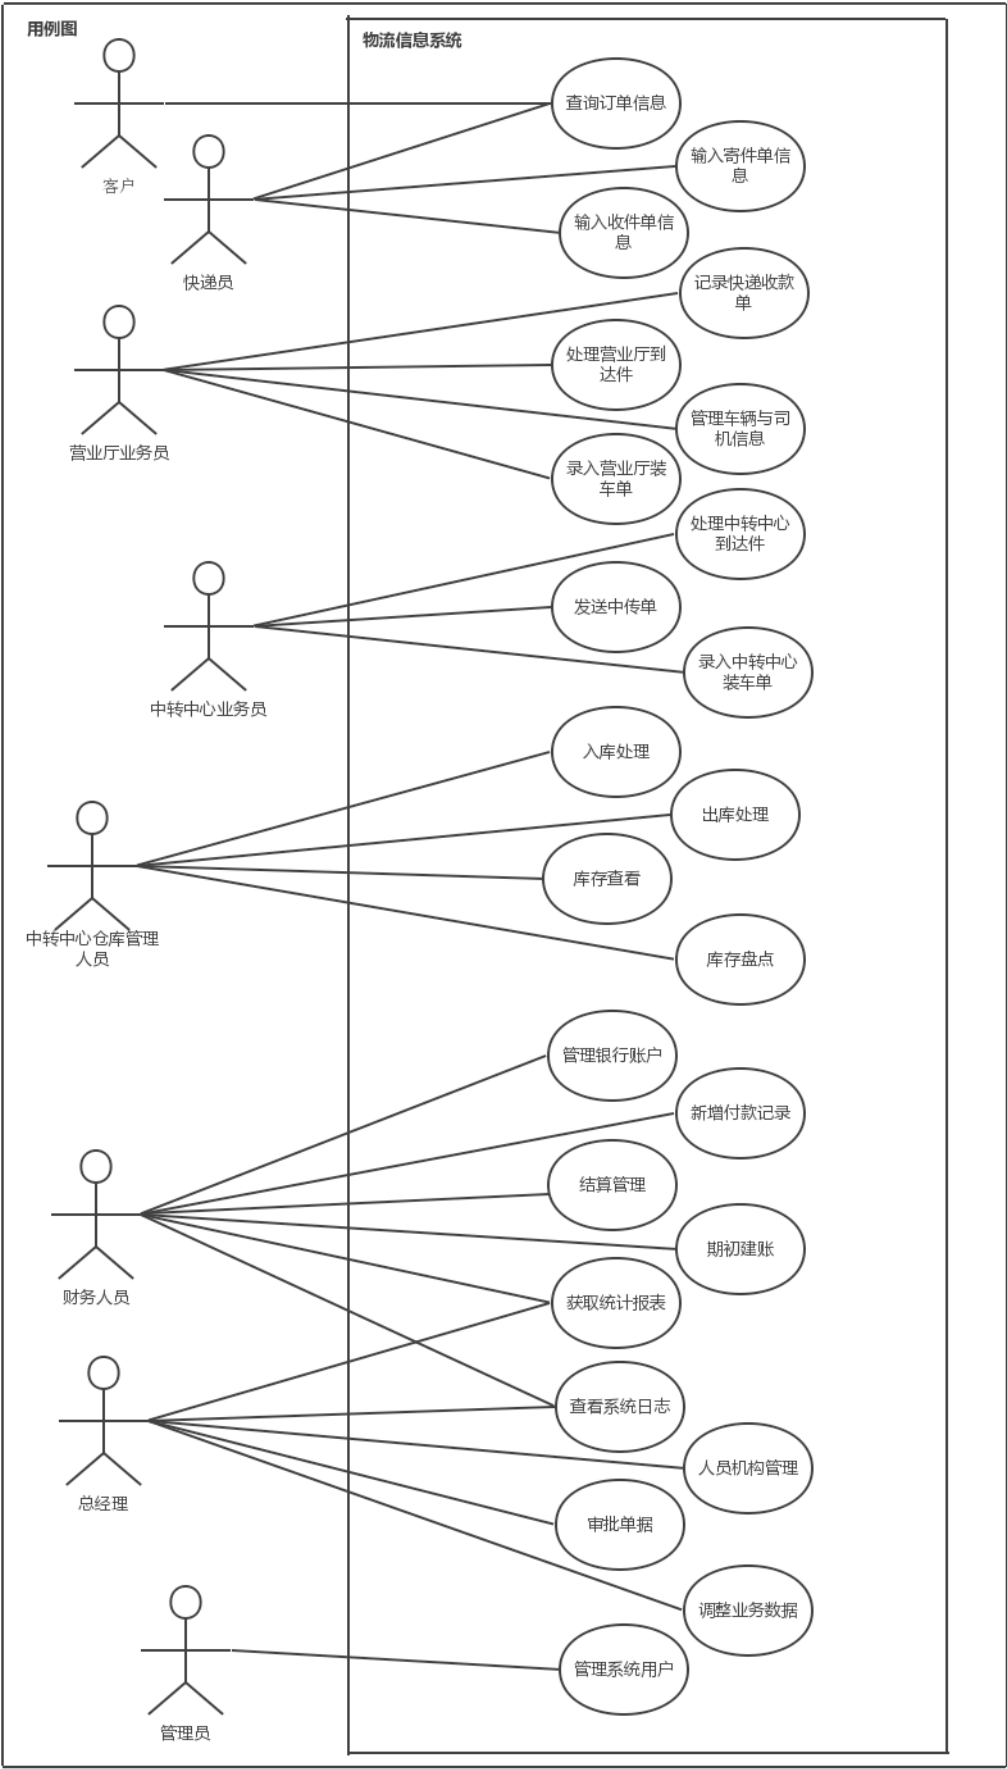 用例图
物流信息系统
查询订单信息
输入寄件单信
息
客户
输入收件单信
息
快递员
记录快递收款
单
处理营业厅到
达件
管理车辆与司
机信息
营业厅业务员
录入营业厅装
车单
处理中转中心
到达件
发送中传单
录入中转中心
装车单
中转中心业务员
入库处理
出库处理
库存查看
中转中心仓库管理
人员
库存盘点
管理银行账户
新增付款记录
结算管理
期初建账
财务人员
获取统计报表
查看系统日志
人员机构管理
总经理
审批单据
调整业务数据
管理系统用户
管理员